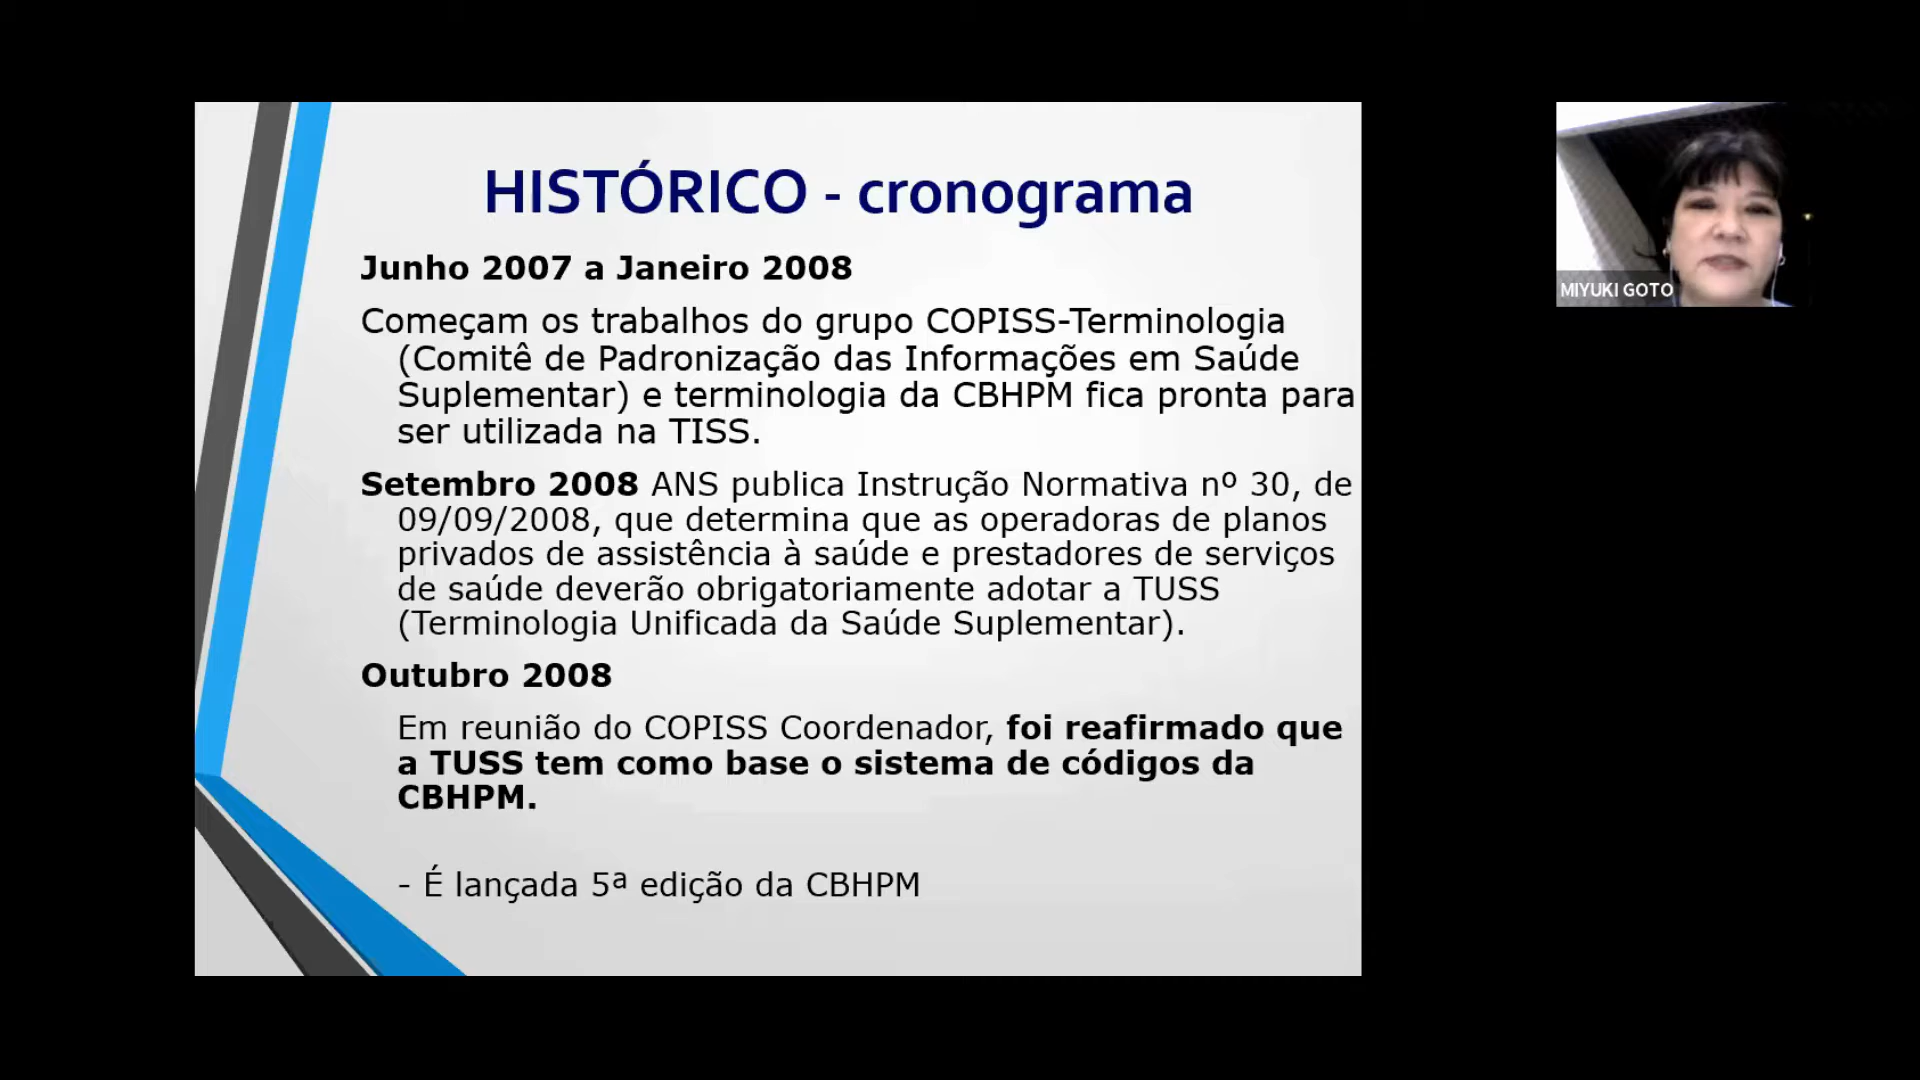 HISTÓRICO - cronograma
Junho 2007 a Janeiro 2008
Começam os trabalhos do grupo COPISS-Terminologia
(Comitê de Padronização das Informações em Saúde
Suplementar) e terminologia da CBHPM fica pronta para
ser utilizada na TISS.
Setembro 2008 ANS publica Instrução Normativa nº 30, de
09/09/2008, que determina que as operadoras de planos
privados de assistência à saúde e prestadores de serviços
de saúde deverão obrigatoriamente adotar a TUSS
(Terminologia Unificada da Saúde Suplementar).
Outubro 2008
Em reunião do COPISS Coordenador, foi reafirmado que
a TUSS tem como base o sistema de códigos da
CBHPM.
- É lançada 5ª edição da CBHPM
MIYUKI GOTO